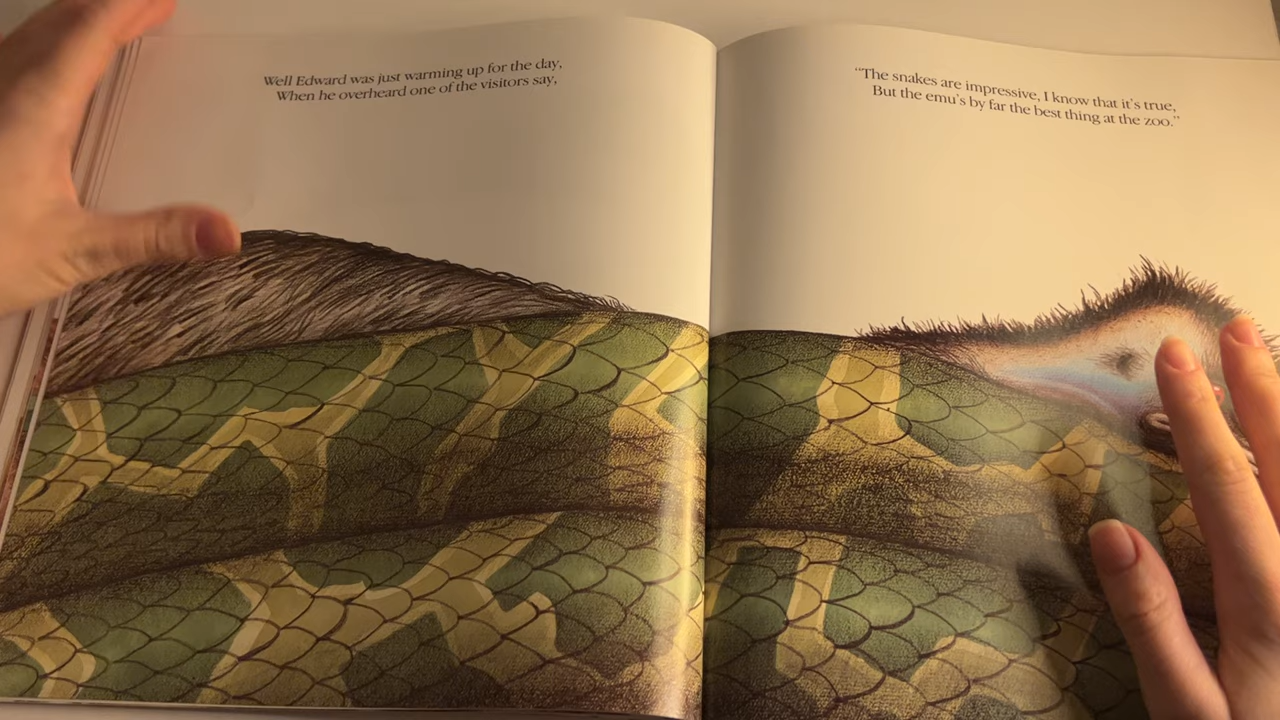 Well Edward was just warming up for the day,
When he overheard one of the visitors say,
“The snakes are impressive, I know that it's true,
But the emu's by far the best thing at the zoo.”